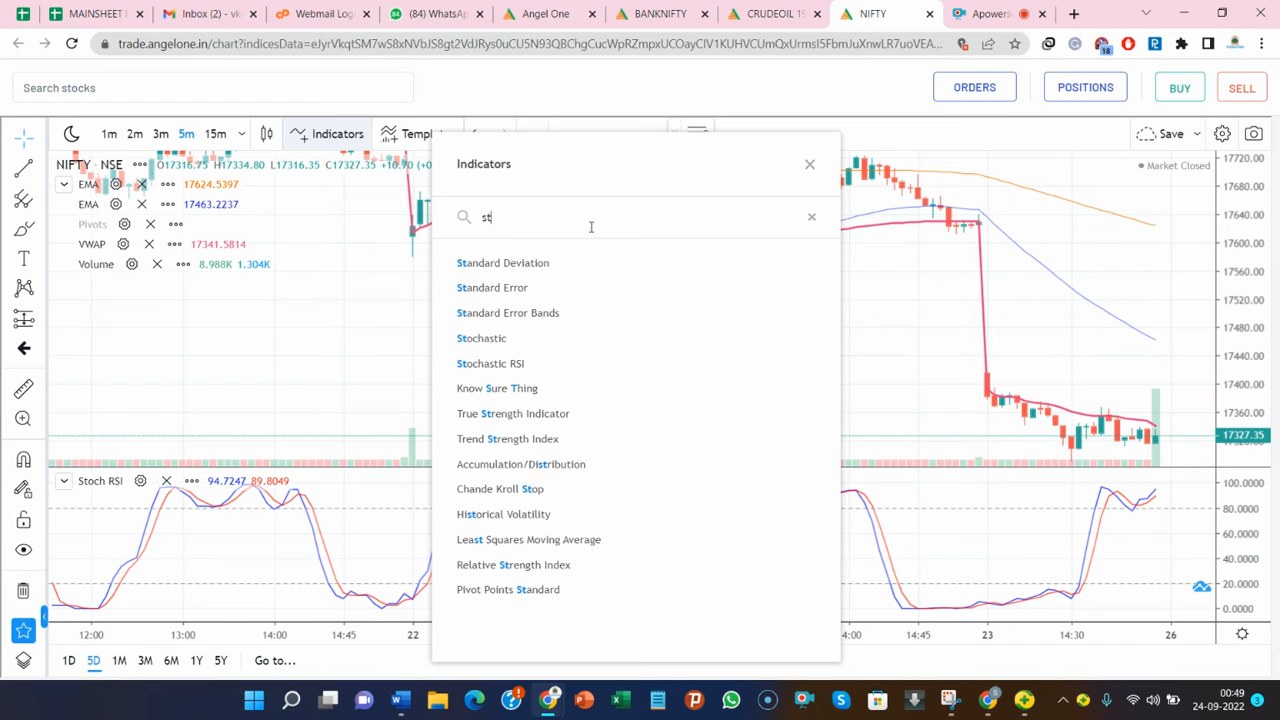 MAINSHEET
Inbox (2) - vk
Webmail Log
(84) WhatsA
Angel One
BANKNIFTY
CRUDEOIL 19
NIFTY
Apowers
trade.angelone.in/chart?indicesData=
18
Search stocks
ORDERS
POSITIONS
BUY
SELL
1m 2m 3m 5m 15m
Indicators
Templ
Save
NIFTY · NSE O17316.75 H17334.80 L17316.35 C17327.35 +10.70 (+0
Market Closed
EMA 17624.5397
EMA 17463.2237
Pivots
VWAP 17341.5814
Volume 8.988K 1.304K
Indicators
st
Standard Deviation
Standard Error
Standard Error Bands
Stochastic
Stochastic RSI
Know Sure Thing
True Strength Indicator
Trend Strength Index
Accumulation/Distribution
Chande Kroll Stop
Historical Volatility
Least Squares Moving Average
Relative Strength Index
Pivot Points Standard
17720.00
17680.00
17640.00
17600.00
17560.00
17520.00
17480.00
17440.00
17400.00
17360.00
17327.35
Stoch RSI 94.7247 89.8049
100.0000
80.0000
60.0000
40.0000
20.0000
0.0000
12:00 13:00 14:00 14:45 22 4:00 14:45 23 14:30 26
1D 5D 1M 3M 6M 1Y 5Y Go to...
00:49
24-09-2022
3